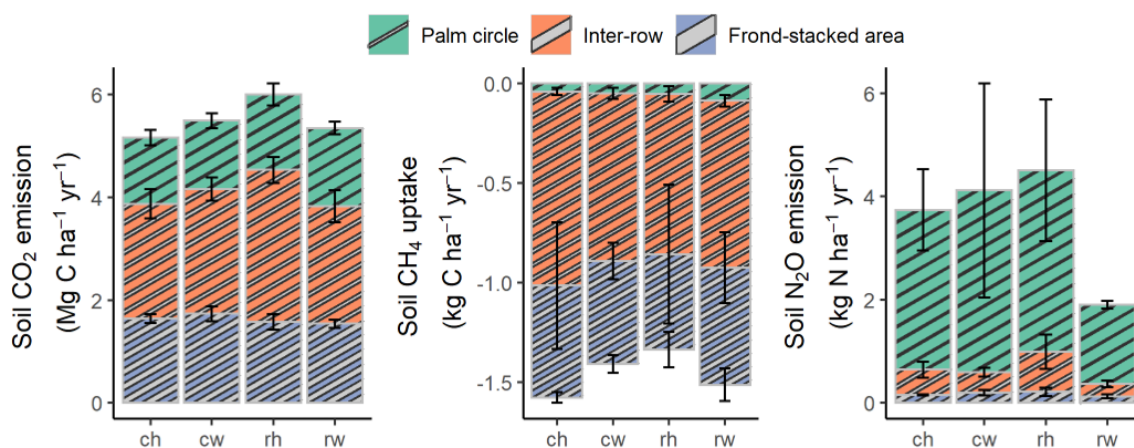 Palm circle
Inter-row
Frond-stacked area
Soil CO₂ emission
(Mg C ha⁻¹ yr⁻¹)
6
4
2
0
ch cw rh rw
Soil CH₄ uptake
(kg C ha⁻¹ yr⁻¹)
0.0
-0.5
-1.0
-1.5
ch cw rh rw
Soil N₂O emission
(kg N ha⁻¹ yr⁻¹)
6
4
2
0
ch cw rh rw